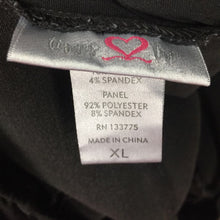 4% SPANDEX
PANEL
92% POLYESTER
8% SPANDEX
RN 133775
MADE IN CHINA
XL